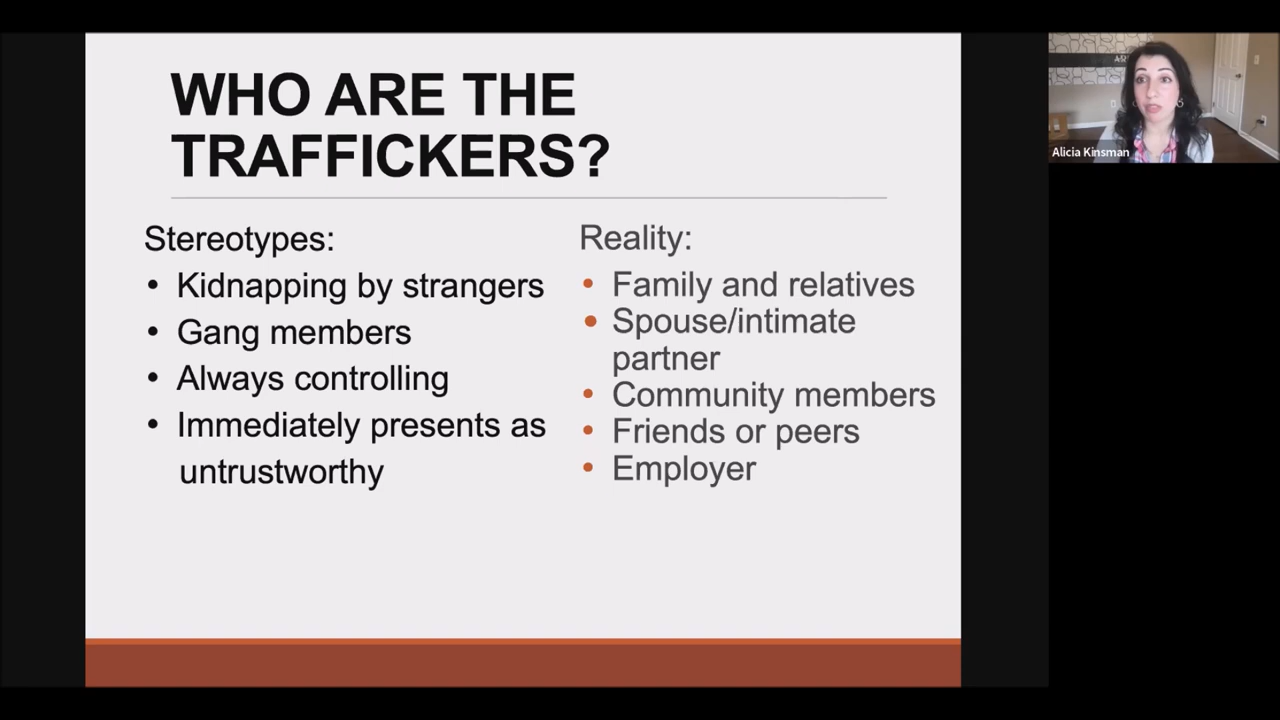 WHO ARE THE
TRAFFICKERS?
Stereotypes:
• Kidnapping by strangers
• Gang members
• Always controlling
• Immediately presents as
untrustworthy
Reality:
• Family and relatives
• Spouse/intimate
partner
• Community members
• Friends or peers
• Employer
Alicia Kinsman